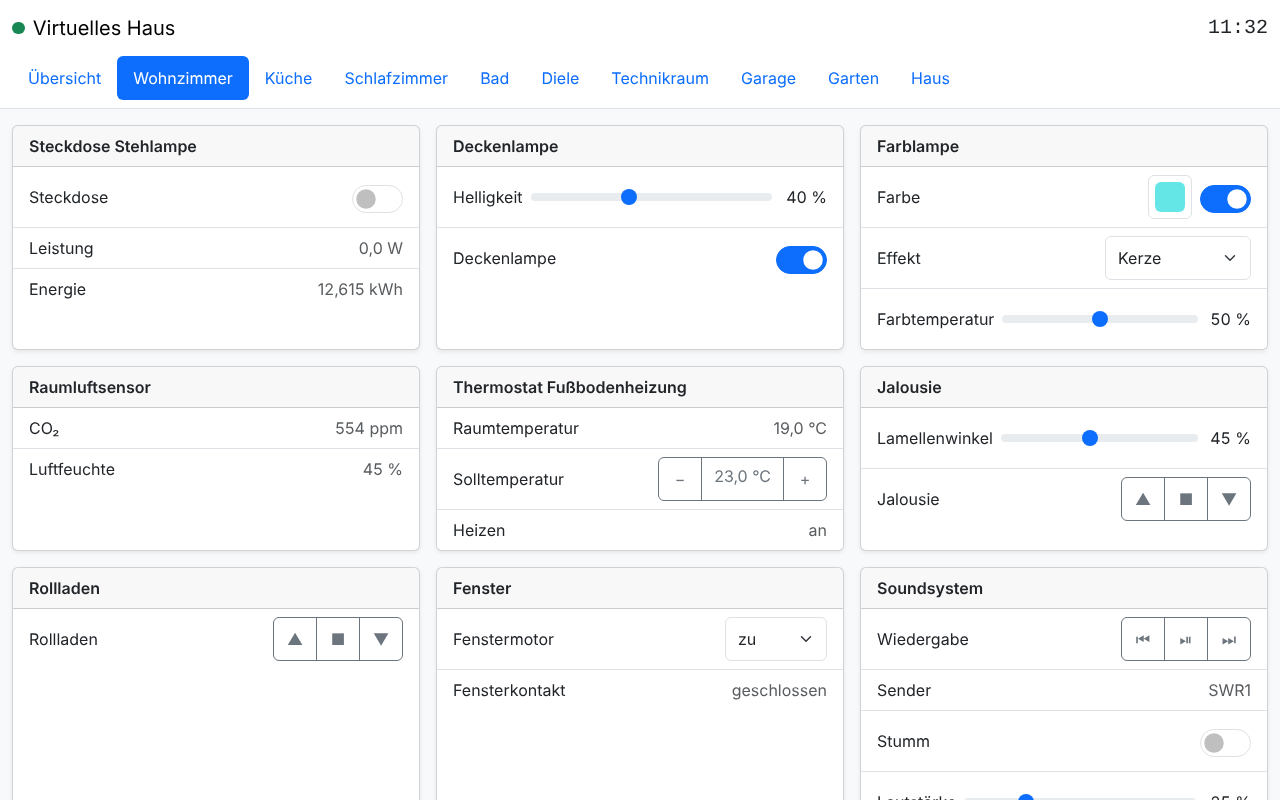 Virtuelles Haus
11:32
Übersicht Wohnzimmer Küche Schlafzimmer Bad Diele Technikraum Garage Garten Haus
Steckdose Stehlampe
Steckdose
Leistung 0,0 W
Energie 12,615 kWh
Deckenlampe
Helligkeit 40 %
Deckenlampe
Farblampe
Farbe
Effekt Kerze
Farbtemperatur 50 %
Raumluftsensor
CO₂ 554 ppm
Luftfeuchte 45 %
Thermostat Fußbodenheizung
Raumtemperatur 19,0 °C
Solltemperatur − 23,0 °C +
Heizen an
Jalousie
Lamellenwinkel 45 %
Jalousie
Rollladen
Rollladen
Fenster
Fenstermotor zu
Fensterkontakt geschlossen
Soundsystem
Wiedergabe
Sender SWR1
Stumm